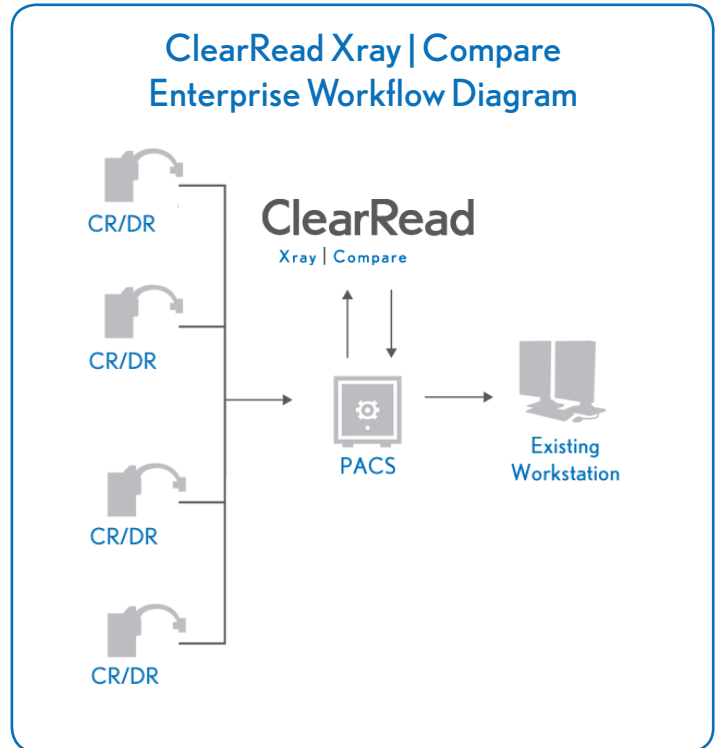 ClearRead Xray | Compare
Enterprise Workflow Diagram
CR/DR
ClearRead
Xray | Compare
CR/DR
PACS
Existing
Workstation
CR/DR
CR/DR